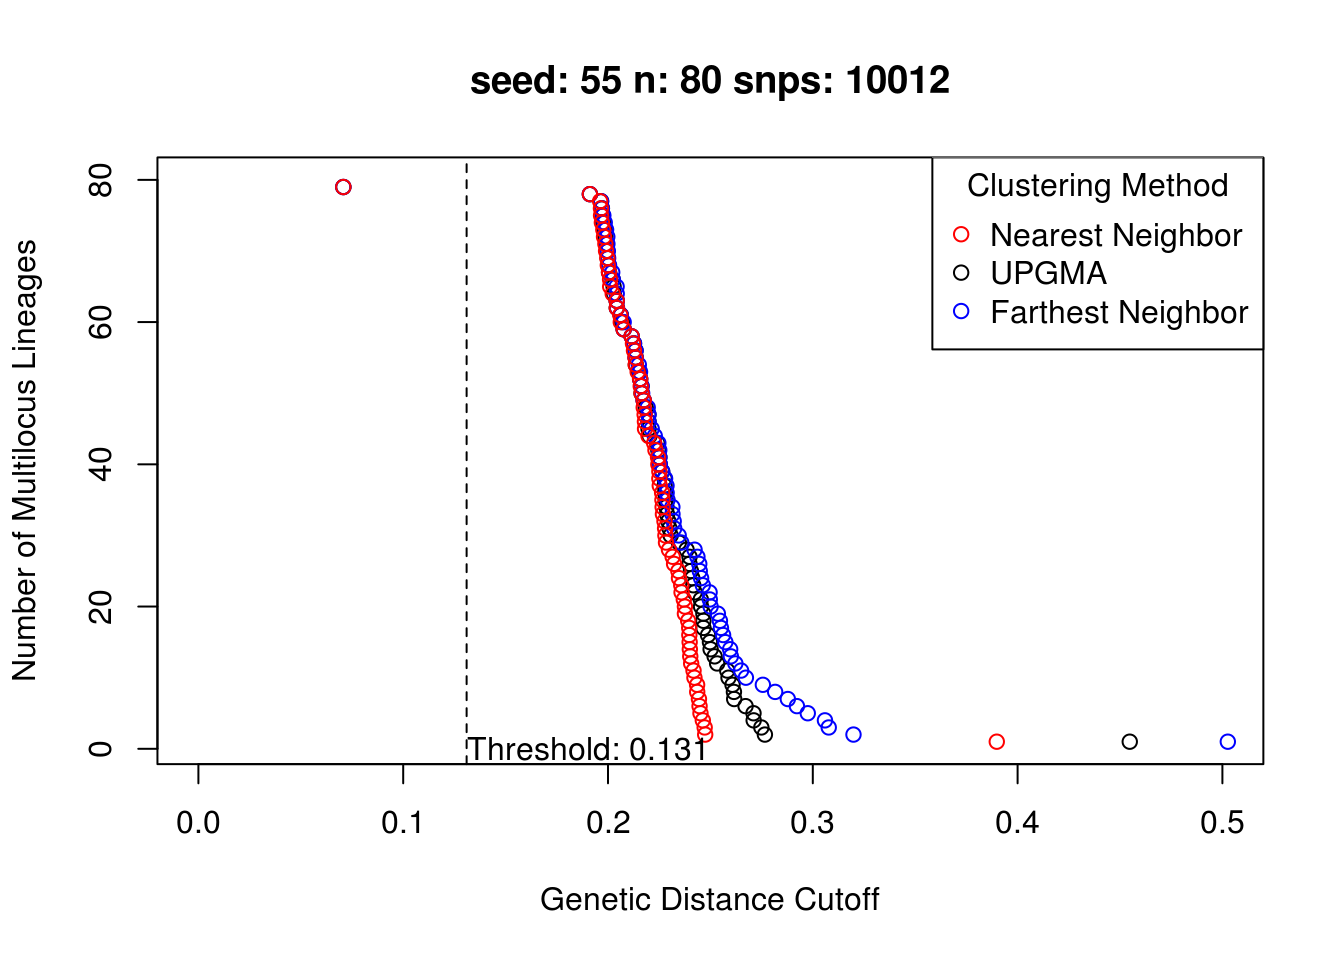 seed: 55 n: 80 snps: 10012
Number of Multilocus Lineages
80
60
40
20
0
Clustering Method
Nearest Neighbor
UPGMA
Farthest Neighbor
Threshold: 0.131
0.0 0.1 0.2 0.3 0.4 0.5
Genetic Distance Cutoff